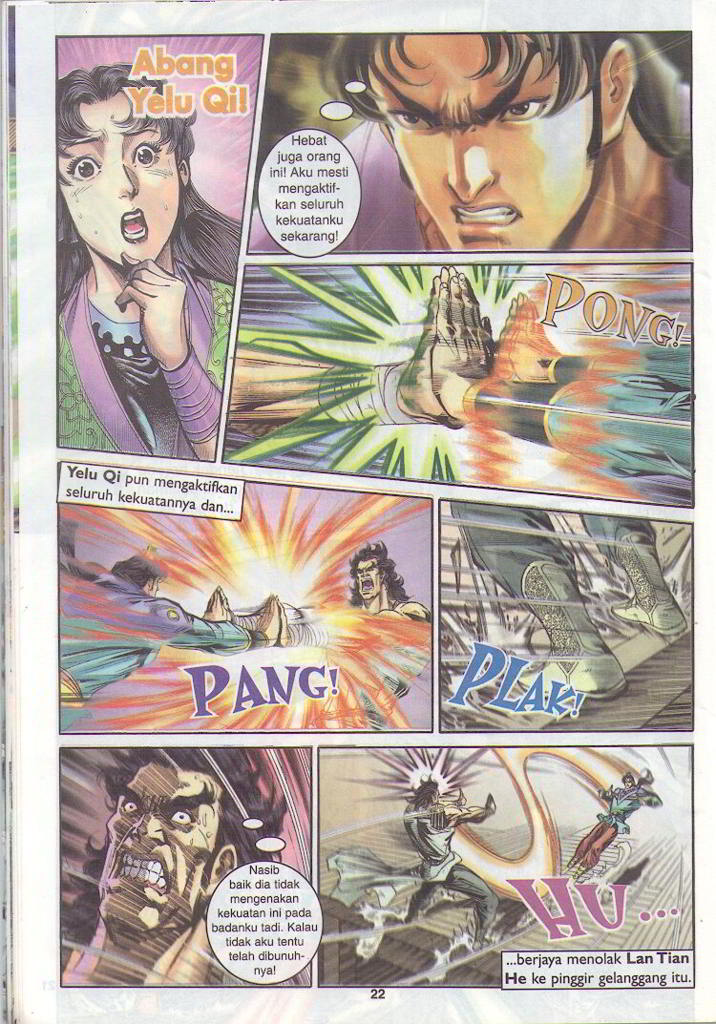 Abang
Yelu Qi!
Hebat
juga orang
ini! Aku mesti
mengaktif-
kan seluruh
kekuatanku
sekarang!
PONG!
Yelu Qi pun mengaktifkan
seluruh kekuatannya dan...
PANG!
PLAK!
Nasib
baik dia tidak
mengenakan
kekuatan ini pada
badanku tadi. Kalau
tidak aku tentu
telah dibunuh-
nya!
HU...
...berjaya menolak Lan Tian
He ke pinggir gelanggang itu.
22